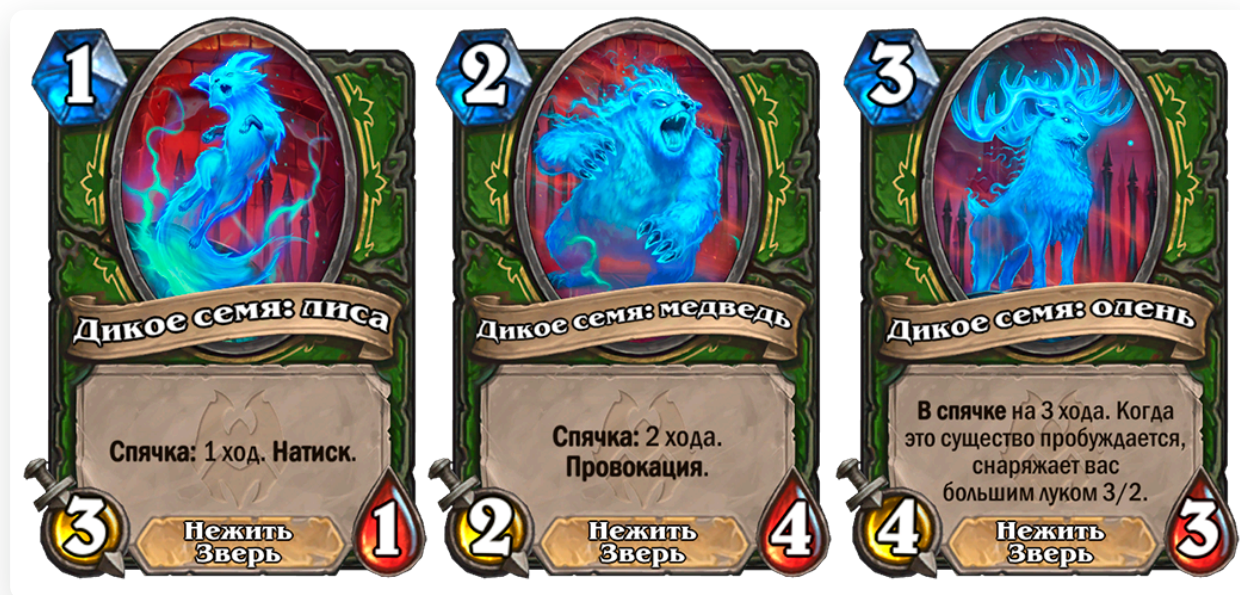 1
Дикое семя: лиса
Спячка: 1 ход. Натиск.
3
Нежить
Зверь
1
2
Дикое семя: медведь
Спячка: 2 хода.
Провокация.
2
Нежить
Зверь
4
3
Дикое семя: олень
В спячке на 3 хода. Когда
это существо пробуждается,
снаряжает вас
большим луком 3/2.
4
Нежить
Зверь
3